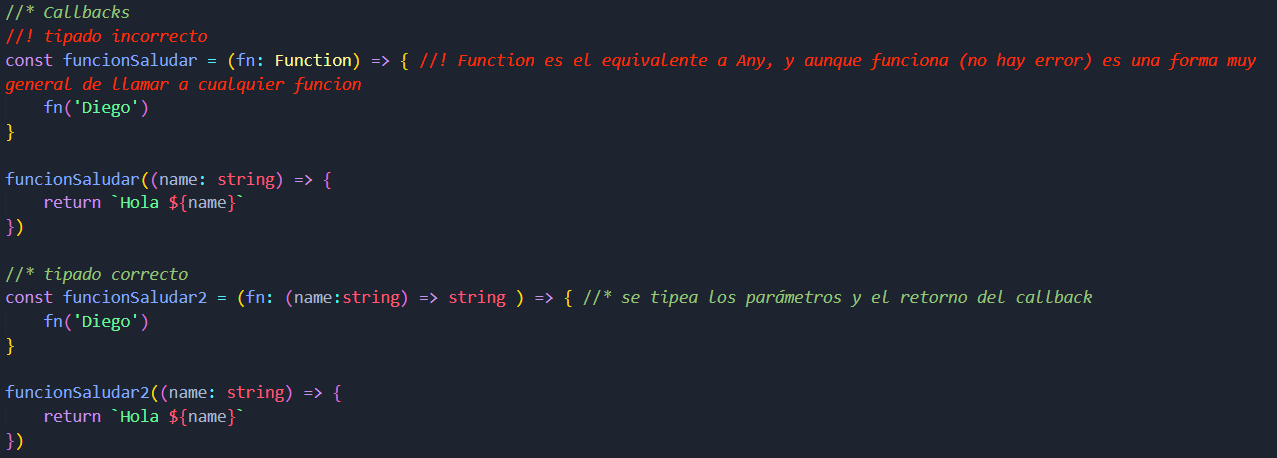 //* Callbacks
//! tipado incorrecto
const funcionSaludar = (fn: Function) => { //! Function es el equivalente a Any, y aunque funciona (no hay error) es una forma muy
general de llamar a cualquier funcion
    fn('Diego')
}

funcionSaludar((name: string) => {
    return `Hola ${name}`
})

//* tipado correcto
const funcionSaludar2 = (fn: (name:string) => string ) => { //* se tipea los parámetros y el retorno del callback
    fn('Diego')
}

funcionSaludar2((name: string) => {
    return `Hola ${name}`
})